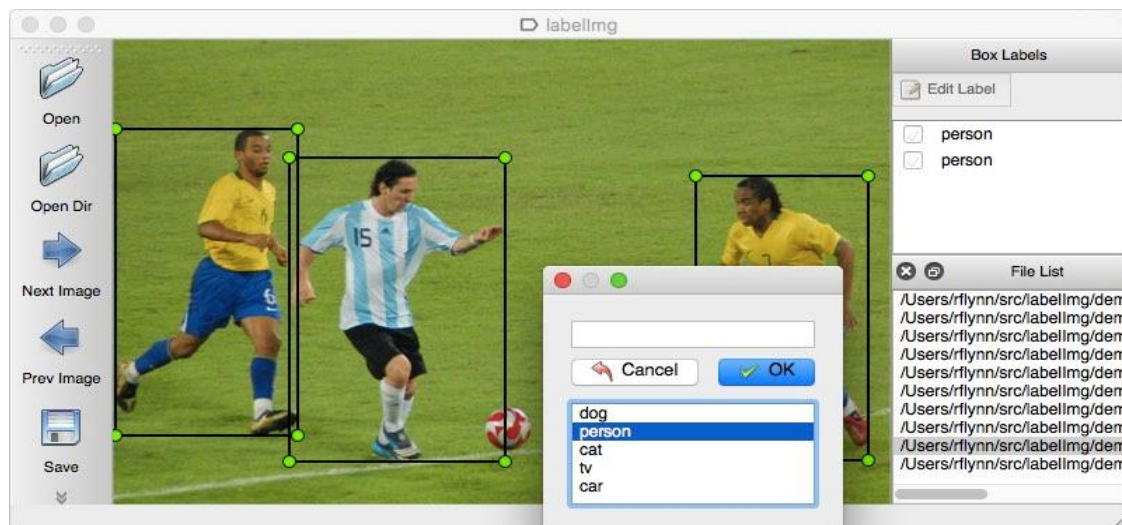 labelImg
Open
Open Dir
Next Image
Prev Image
Save
15
6
Box Labels
Edit Label
person
person
File List
/Users/rflynn/src/labelImg/dem
/Users/rflynn/src/labelImg/dem
/Users/rflynn/src/labelImg/dem
/Users/rflynn/src/labelImg/dem
/Users/rflynn/src/labelImg/dem
/Users/rflynn/src/labelImg/dem
/Users/rflynn/src/labelImg/dem
/Users/rflynn/src/labelImg/dem
/Users/rflynn/src/labelImg/dem
/Users/rflynn/src/labelImg/dem
Cancel
OK
dog
person
cat
tv
car